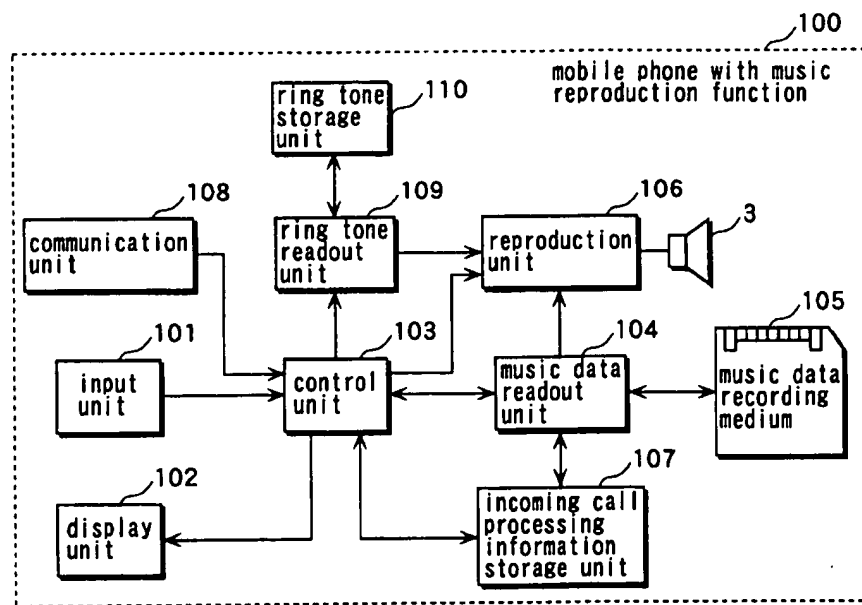 100
mobile phone with music
reproduction function
ring tone
storage
unit
110
108
communication
unit
109
ring tone
readout
unit
106
reproduction
unit
3
101
input
unit
103
control
unit
104
music data
readout
unit
105
music data
recording
medium
102
display
unit
107
incoming call
processing
information
storage unit